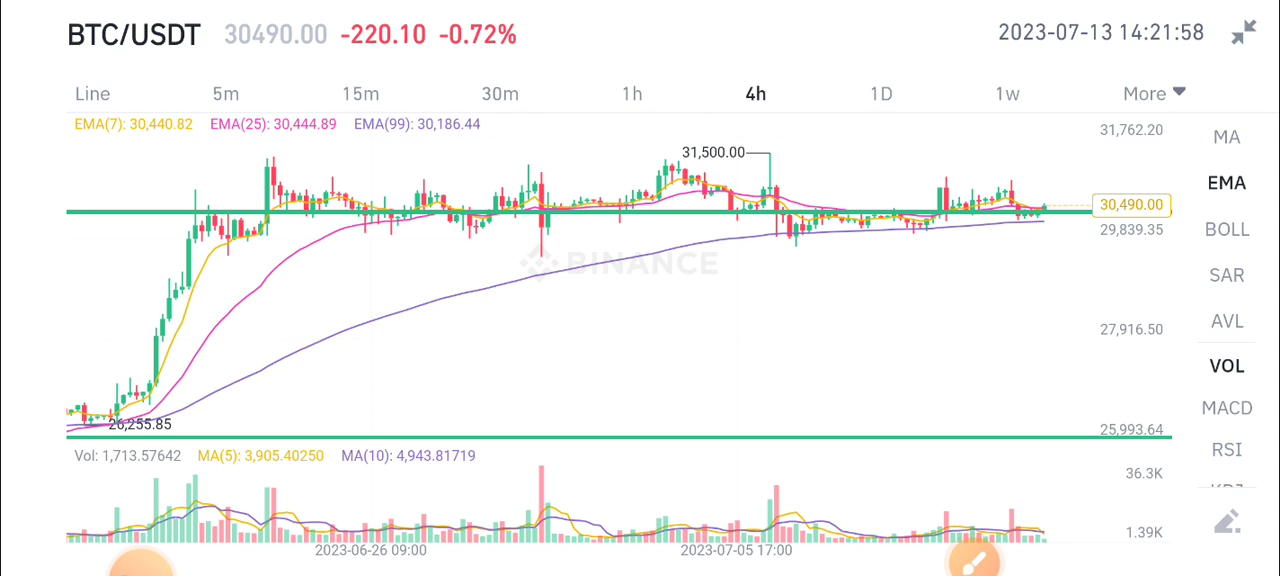 BTC/USDT 30490.00 -220.10 -0.72% 2023-07-13 14:21:58
Line 5m 15m 30m 1h 4h 1D 1w More
EMA(7): 30,440.82 EMA(25): 30,444.89 EMA(99): 30,186.44
31,762.20
MA
31,500.00
EMA
30,490.00
29,839.35
BOLL
BINANCE
SAR
AVL
27,916.50
VOL
MACD
26,255.85
25,993.64
RSI
Vol: 1,713.57642 MA(5): 3,905.40250 MA(10): 4,943.81719
36.3K
1.39K
2023-06-26 09:00 2023-07-05 17:00